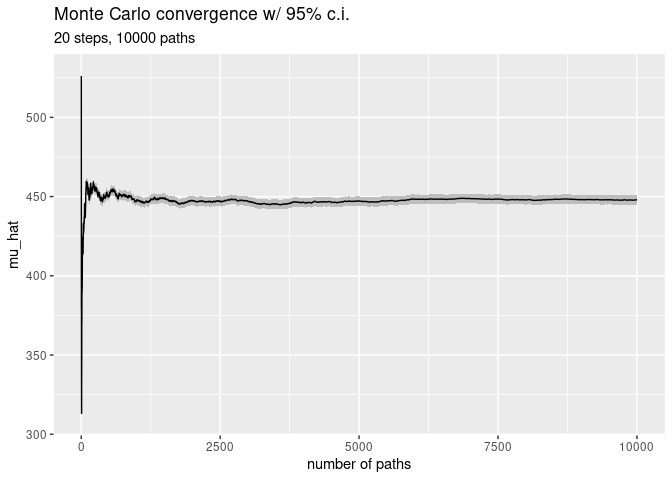 Monte Carlo convergence w/ 95% c.i.
20 steps, 10000 paths
500
450
400
350
300
mu_hat
0 2500 5000 7500 10000
number of paths